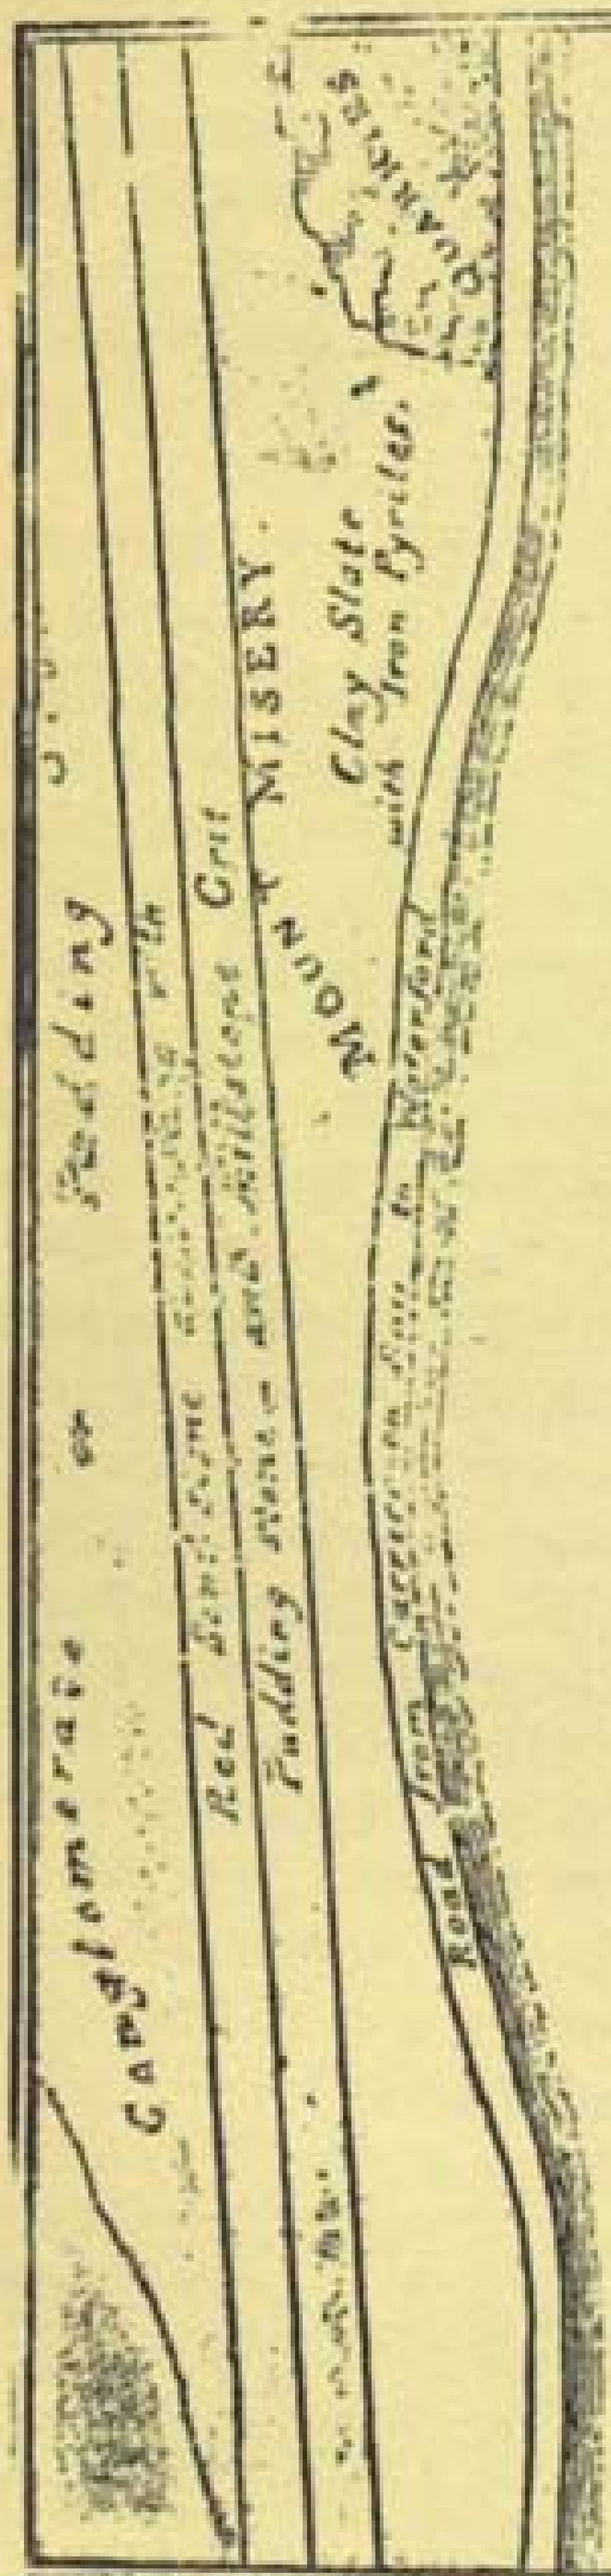 Conglomerate or Pudding
Red Sandstone with
Pudding Stone and Millstone Grit
MOUNT MISERY.
Clay Slate
with Iron Pyrites.
QUARRIES
Road from Carrick on Suir to Waterford